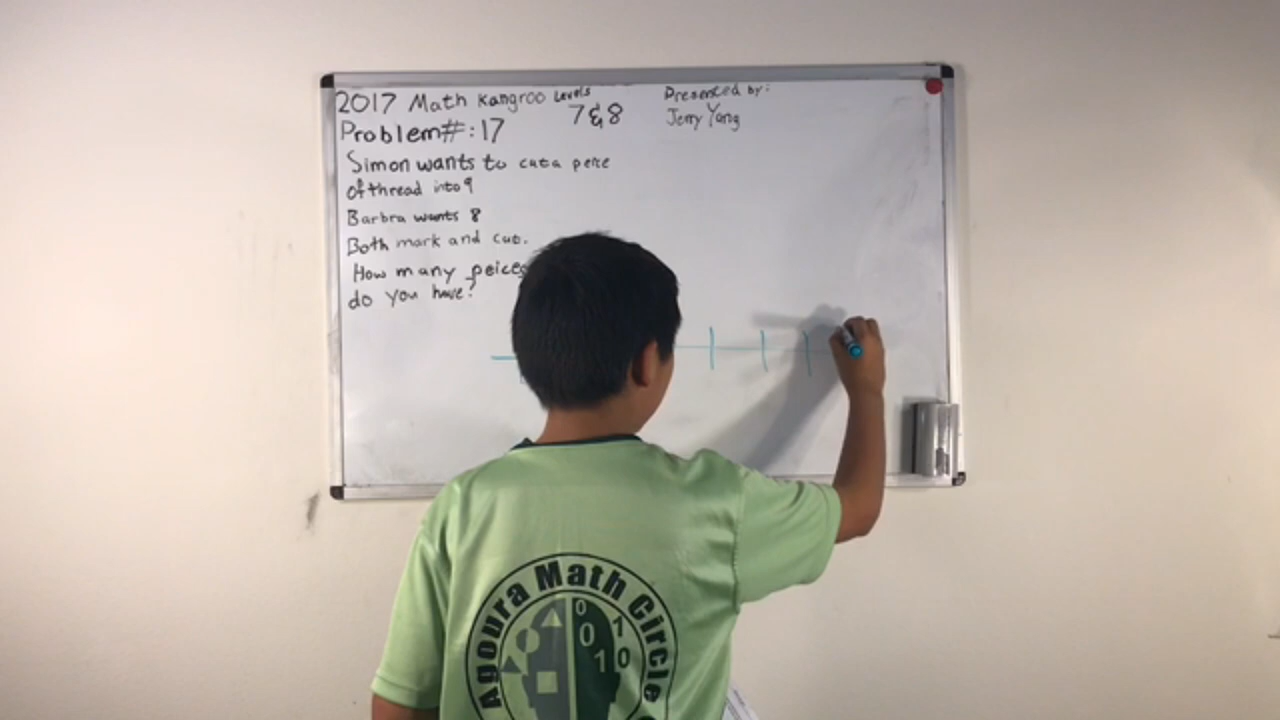 2017 Math Kangroo Levels
7 & 8
Problem#: 17
Presented by:
Jerry Yang
Simon wants to cut a peice
of thread into 9
Barbra wants 8
Both mark and cut.
How many peices
do you have?
Agoura Math Circle
0
0 1
1 0 0